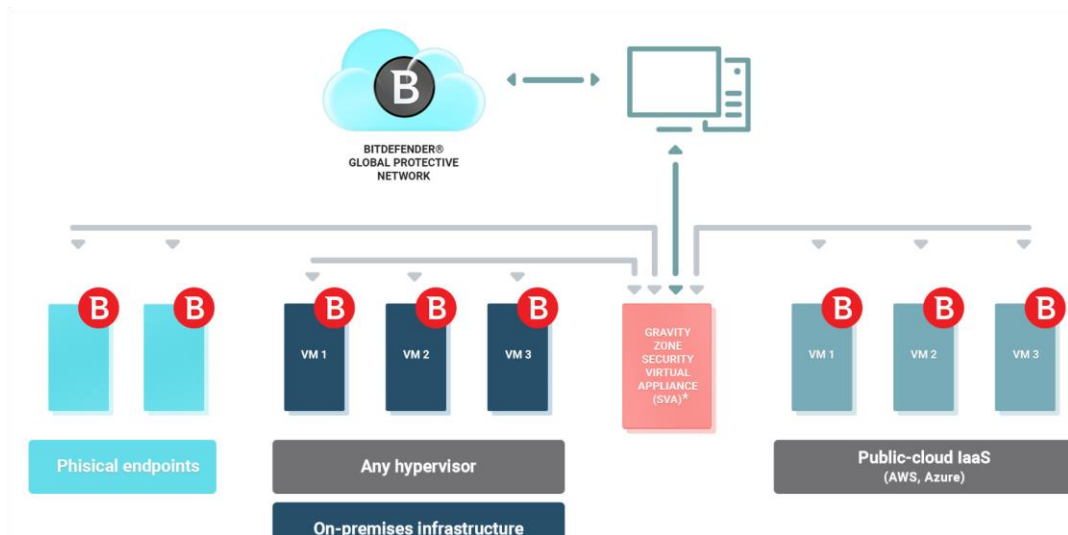 B
BITDEFENDER®
GLOBAL PROTECTIVE
NETWORK
B
B
B
B
B
B
B
B
VM 1
VM 2
VM 3
GRAVITY
ZONE
SECURITY
VIRTUAL
APPLIANCE
(SVA)*
VM 1
VM 2
VM 3
Phisical endpoints
Any hypervisor
Public-cloud IaaS
(AWS, Azure)
On-premises infrastructure